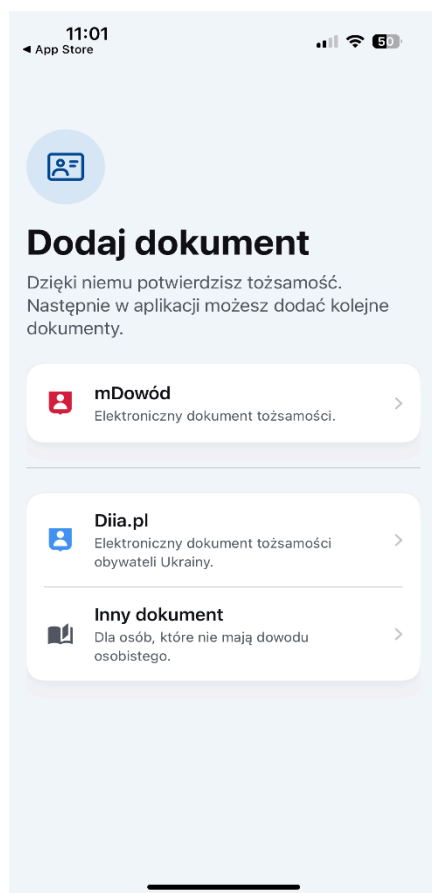 11:01
◀ App Store
50
Dodaj dokument
Dzięki niemu potwierdzisz tożsamość.
Następnie w aplikacji możesz dodać kolejne
dokumenty.
mDowód
Elektroniczny dokument tożsamości.
Diia.pl
Elektroniczny dokument tożsamości
obywateli Ukrainy.
Inny dokument
Dla osób, które nie mają dowodu
osobistego.